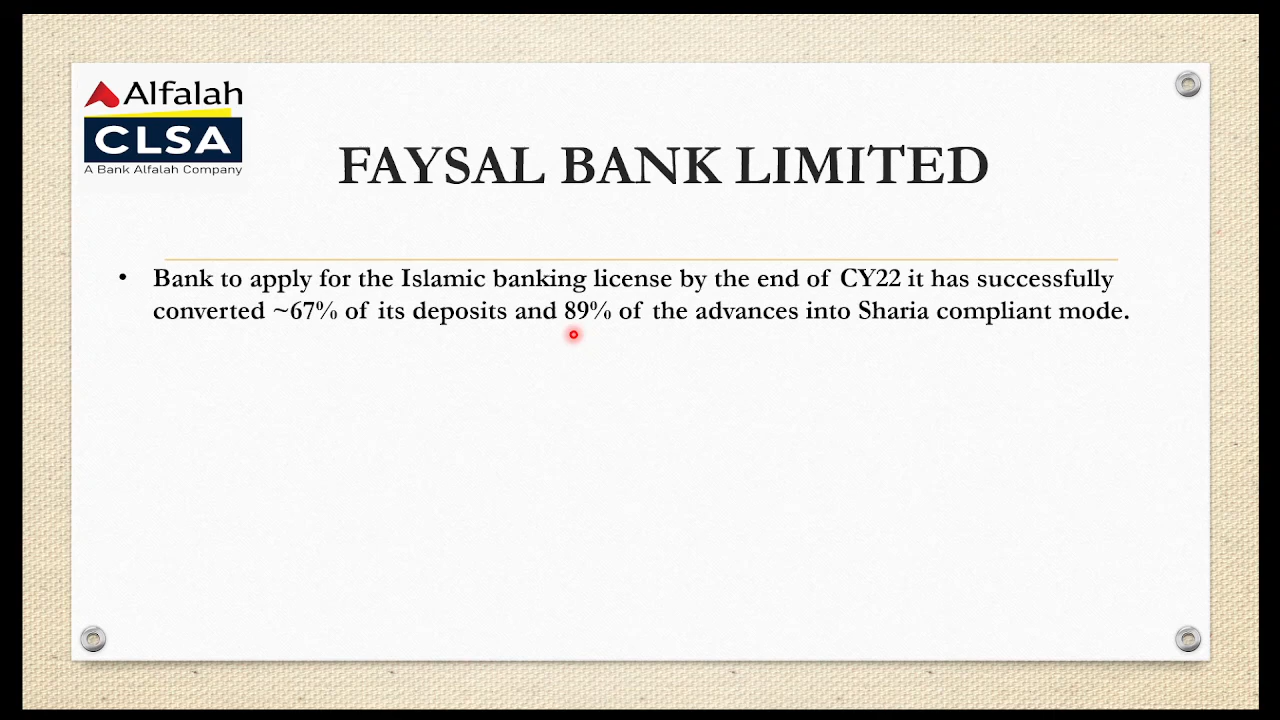 Alfalah
CLSA
A Bank Alfalah Company
FAYSAL BANK LIMITED
• Bank to apply for the Islamic banking license by the end of CY22 it has successfully
converted ~67% of its deposits and 89% of the advances into Sharia compliant mode.